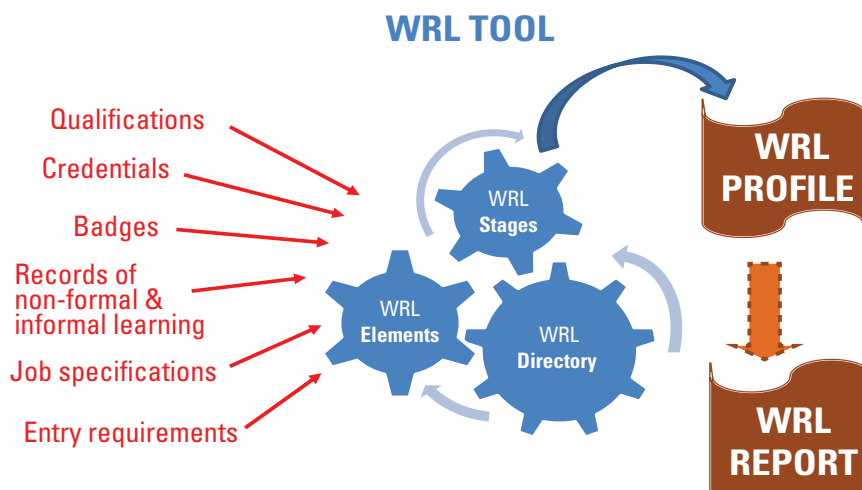 WRL TOOL
Qualifications
Credentials
Badges
Records of
non-formal &
informal learning
Job specifications
Entry requirements
WRL
Stages
WRL
Elements
WRL
Directory
WRL
PROFILE
WRL
REPORT